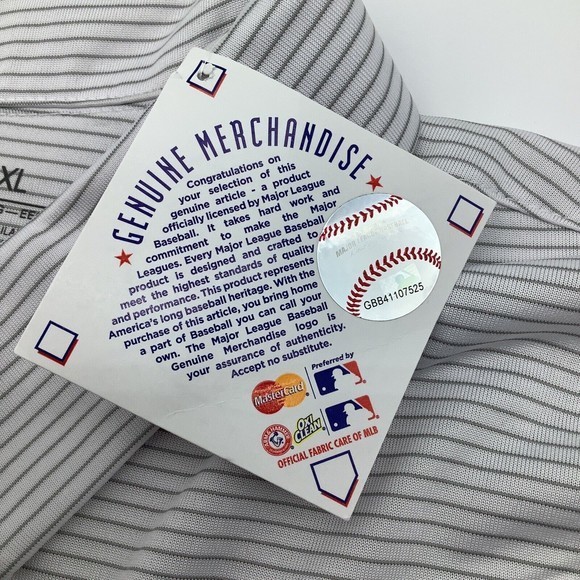 XL
GENUINE MERCHANDISE
Congratulations on
your selection of this
genuine article - a product
officially licensed by Major League
Baseball. It takes hard work and
commitment to make the Major
Leagues. Every Major League Baseball
product is designed and crafted to
meet the highest standards of quality
and performance. This product represents
America's long baseball heritage. With the
purchase of this article, you bring home
a part of Baseball you can call your
own. The Major League Baseball
Genuine Merchandise logo is
your assurance of authenticity.
Accept no substitute.
GBB41107525
Preferred by
MasterCard
ARM & HAMMER
OXI
CLEAN
OFFICIAL FABRIC CARE OF MLB